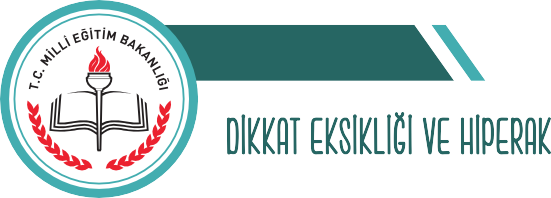 T.C. MİLLİ EĞİTİM BAKANLIĞI
DİKKAT EKSİKLİĞİ VE HİPERAK